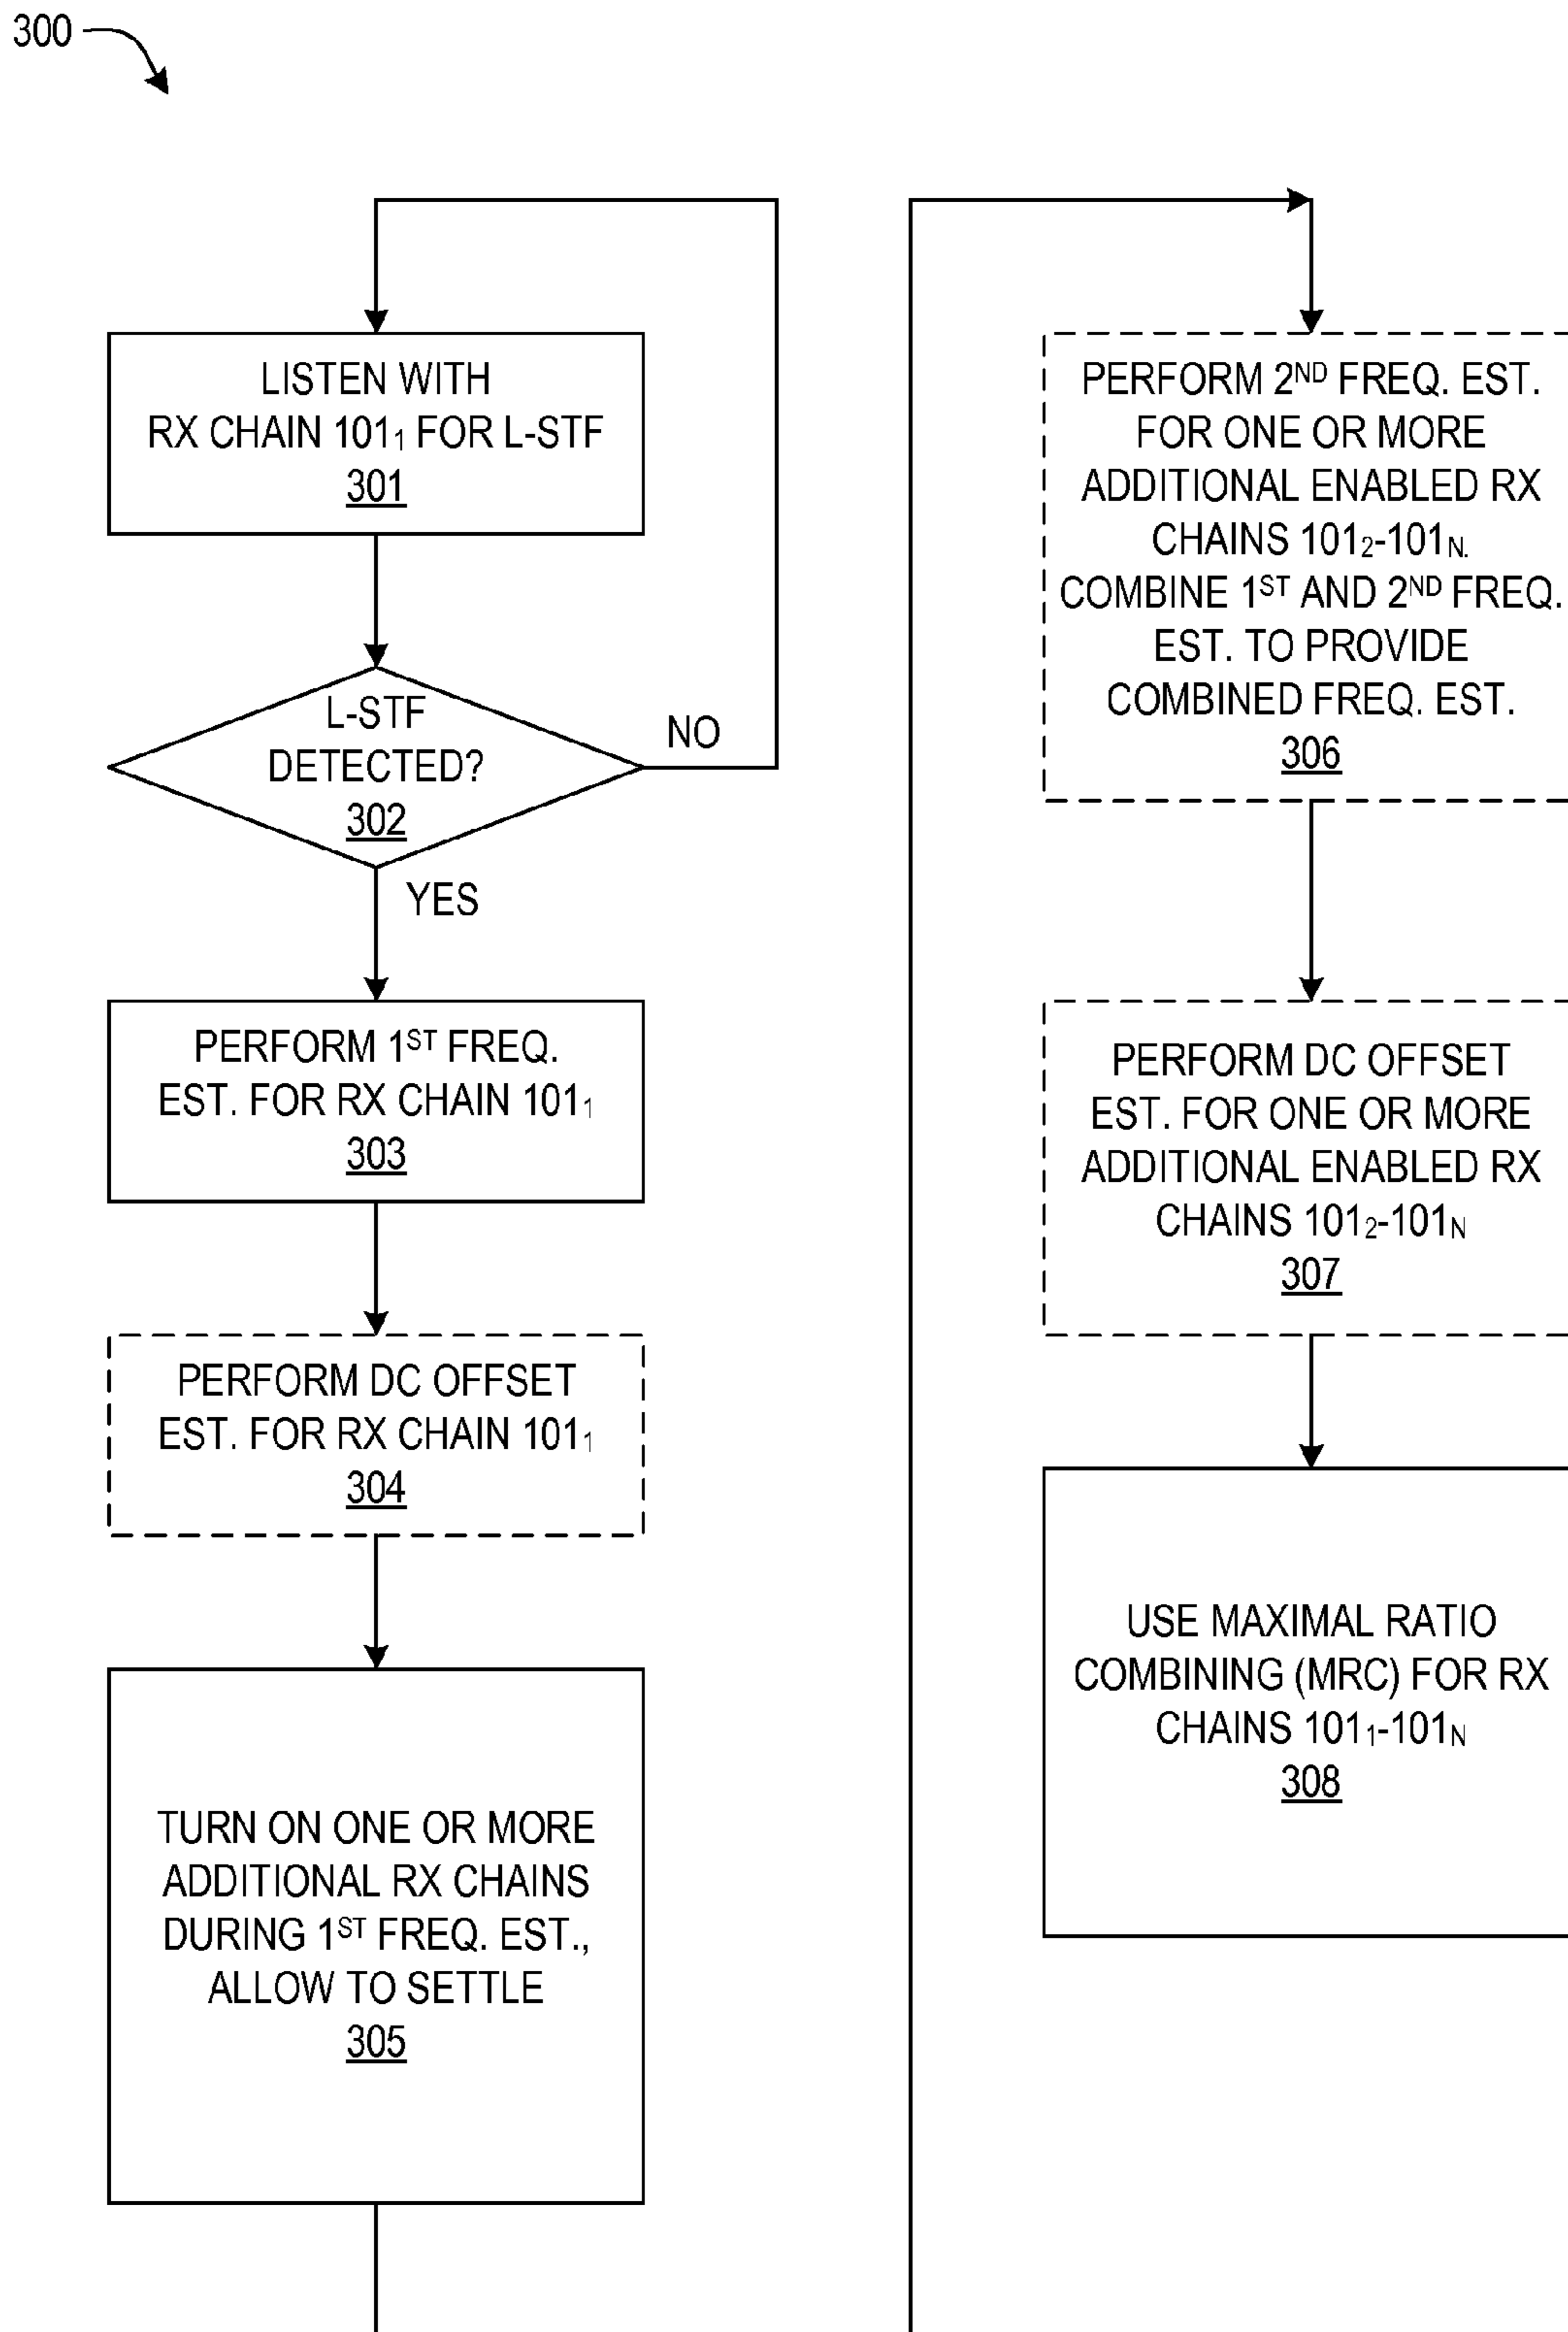 300
LISTEN WITH
RX CHAIN 101₁ FOR L-STF
301
L-STF
DETECTED?
302
NO
YES
PERFORM 1ST FREQ.
EST. FOR RX CHAIN 101₁
303
PERFORM DC OFFSET
EST. FOR RX CHAIN 101₁
304
TURN ON ONE OR MORE
ADDITIONAL RX CHAINS
DURING 1ST FREQ. EST.,
ALLOW TO SETTLE
305
PERFORM 2ND FREQ. EST.
FOR ONE OR MORE
ADDITIONAL ENABLED RX
CHAINS 101₂-101N.
COMBINE 1ST AND 2ND FREQ.
EST. TO PROVIDE
COMBINED FREQ. EST.
306
PERFORM DC OFFSET
EST. FOR ONE OR MORE
ADDITIONAL ENABLED RX
CHAINS 101₂-101N
307
USE MAXIMAL RATIO
COMBINING (MRC) FOR RX
CHAINS 101₁-101N
308